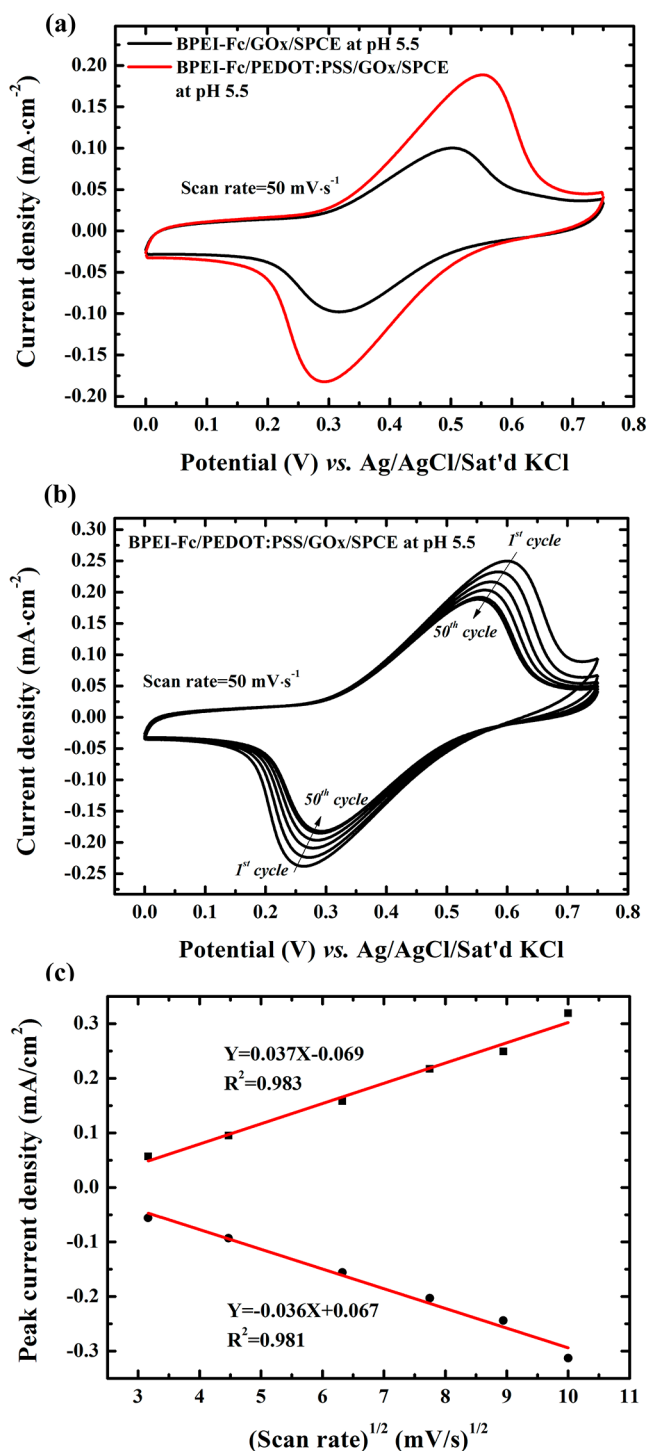 (a)
BPEI-Fc/GOx/SPCE at pH 5.5
BPEI-Fc/PEDOT:PSS/GOx/SPCE
at pH 5.5
Scan rate=50 mV·s⁻¹
0.20
0.15
0.10
0.05
0.00
-0.05
-0.10
-0.15
-0.20
Current density (mA·cm⁻²)
0.0 0.1 0.2 0.3 0.4 0.5 0.6 0.7 0.8
Potential (V) vs. Ag/AgCl/Sat'd KCl
(b)
BPEI-Fc/PEDOT:PSS/GOx/SPCE at pH 5.5
1ˢᵗ cycle
50ᵗʰ cycle
Scan rate=50 mV·s⁻¹
50ᵗʰ cycle
1ˢᵗ cycle
0.30
0.25
0.20
0.15
0.10
0.05
0.00
-0.05
-0.10
-0.15
-0.20
-0.25
Current density (mA·cm⁻²)
0.0 0.1 0.2 0.3 0.4 0.5 0.6 0.7 0.8
Potential (V) vs. Ag/AgCl/Sat'd KCl
(c)
Y=0.037X-0.069
R²=0.983
Y=-0.036X+0.067
R²=0.981
0.3
0.2
0.1
0.0
-0.1
-0.2
-0.3
Peak current density (mA/cm²)
3 4 5 6 7 8 9 10 11
(Scan rate)¹ᐟ² (mV/s)¹ᐟ²